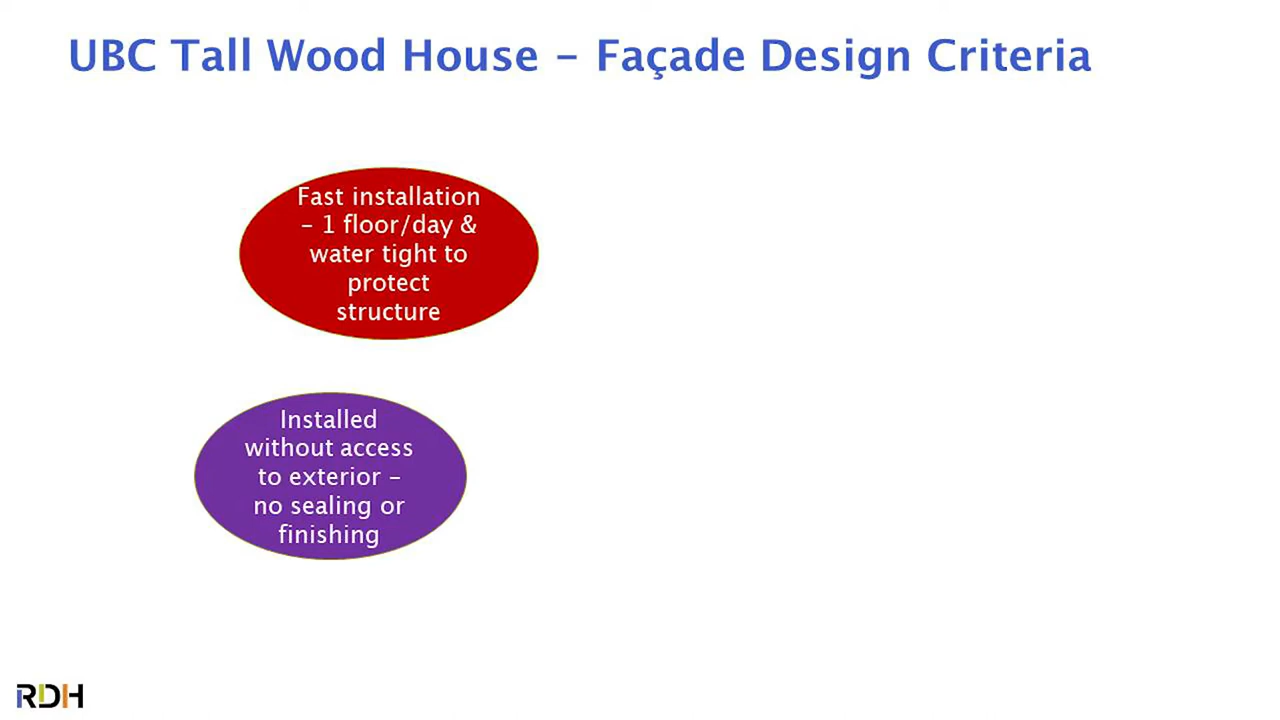 UBC Tall Wood House – Façade Design Criteria
Fast installation
– 1 floor/day &
water tight to
protect
structure
Installed
without access
to exterior –
no sealing or
finishing
RDH